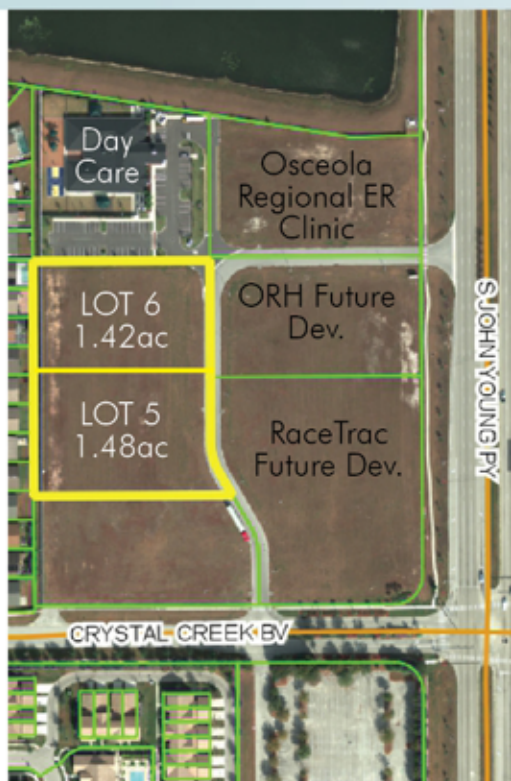 Day
Care
Osceola
Regional ER
Clinic
LOT 6
1.42ac
ORH Future
Dev.
LOT 5
1.48ac
RaceTrac
Future Dev.
S JOHN YOUNG PY
CRYSTAL CREEK BV